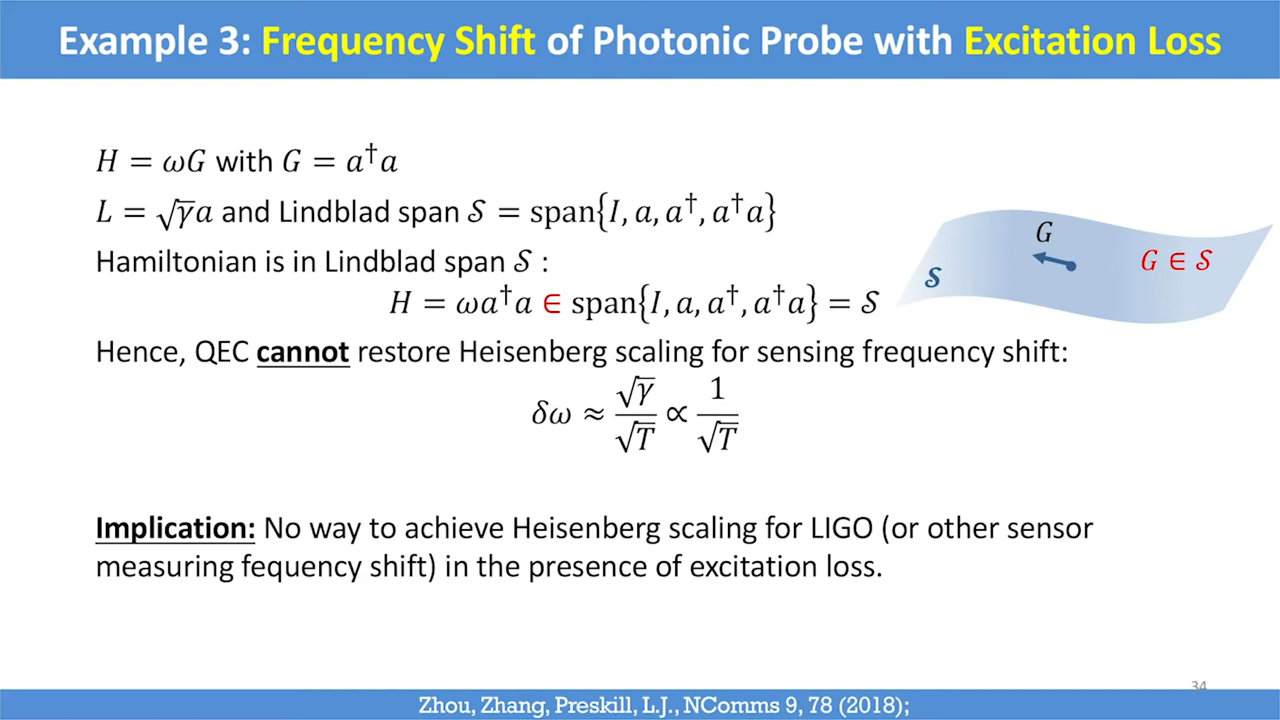 Example 3: Frequency Shift of Photonic Probe with Excitation Loss
H = ωG with G = a†a
L = √γa and Lindblad span 𝒮 = span{I, a, a†, a†a}
Hamiltonian is in Lindblad span 𝒮 :
H = ωa†a ∈ span{I, a, a†, a†a} = 𝒮
G
G ∈ 𝒮
𝒮
Hence, QEC cannot restore Heisenberg scaling for sensing frequency shift:
δω ≈ √γ/√T ∝ 1/√T
Implication: No way to achieve Heisenberg scaling for LIGO (or other sensor
measuring fequency shift) in the presence of excitation loss.
34
Zhou, Zhang, Preskill, L.J., NComms 9, 78 (2018);